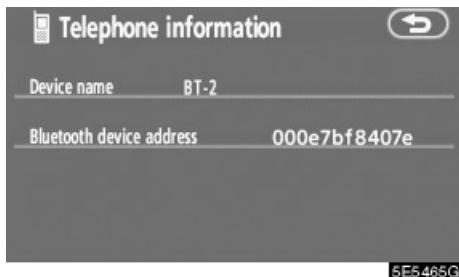 Telephone information
Device name BT-2
Bluetooth device address 000e7bf8407e
5E5465G